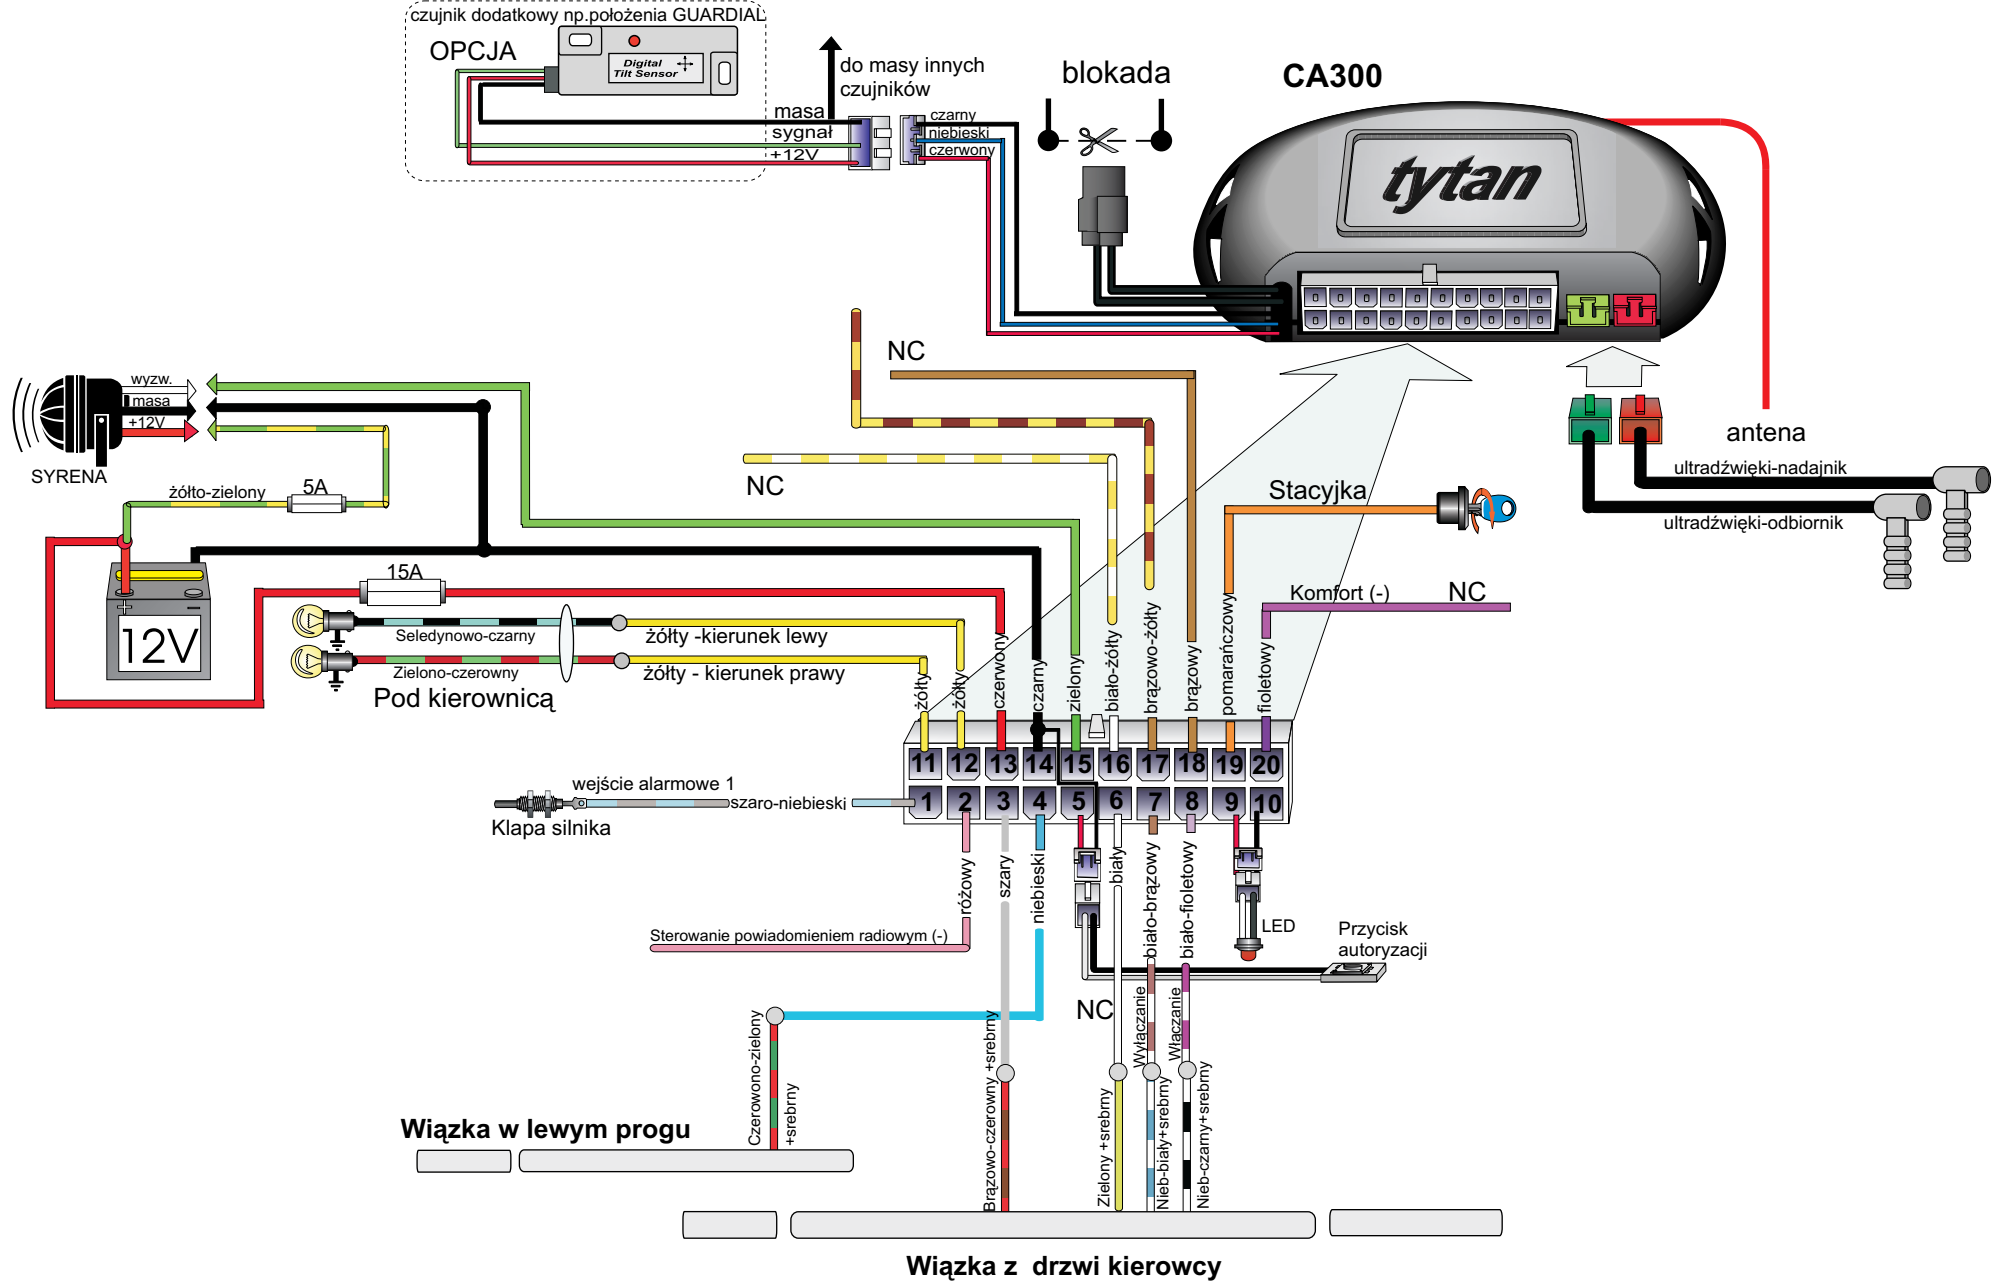 czujnik dodatkowy np.położenia GUARDIAL
OPCJA
Digital
Tilt Sensor
masa
sygnał
+12V
do masy innych
czujników
czarny
niebieski
czerwony
blokada
CA300
tytan
NC
wyzw.
masa
+12V
SYRENA
żółto-zielony
5A
NC
Stacyjka
antena
ultradźwięki-nadajnik
ultradźwięki-odbiornik
15A
12V
+
-
Seledynowo-czarny
żółty -kierunek lewy
Zielono-czerowny
żółty - kierunek prawy
Pod kierownicą
Komfort (-)
NC
żółty
żółty
czerwony
czarny
zielony
biało-żółty
brązowo-żółty
brązowy
pomarańczowy
fioletowy
11 12 13 14 15 16 17 18 19 20
1 2 3 4 5 6 7 8 9 10
wejście alarmowe 1
szaro-niebieski
Klapa silnika
różowy
szary
niebieski
biały
biało-brązowy
biało-fioletowy
LED
Przycisk
autoryzacji
Sterowanie powiadomieniem radiowym (-)
NC
Wyłączanie
Właczanie
Czerowono-zielony
+srebrny
Brązowo-czerowny +srebrny
Zielony +srebrny
Nieb-biały+srebrny
Nieb-czarny+srebrny
Wiązka w lewym progu
Wiązka z drzwi kierowcy